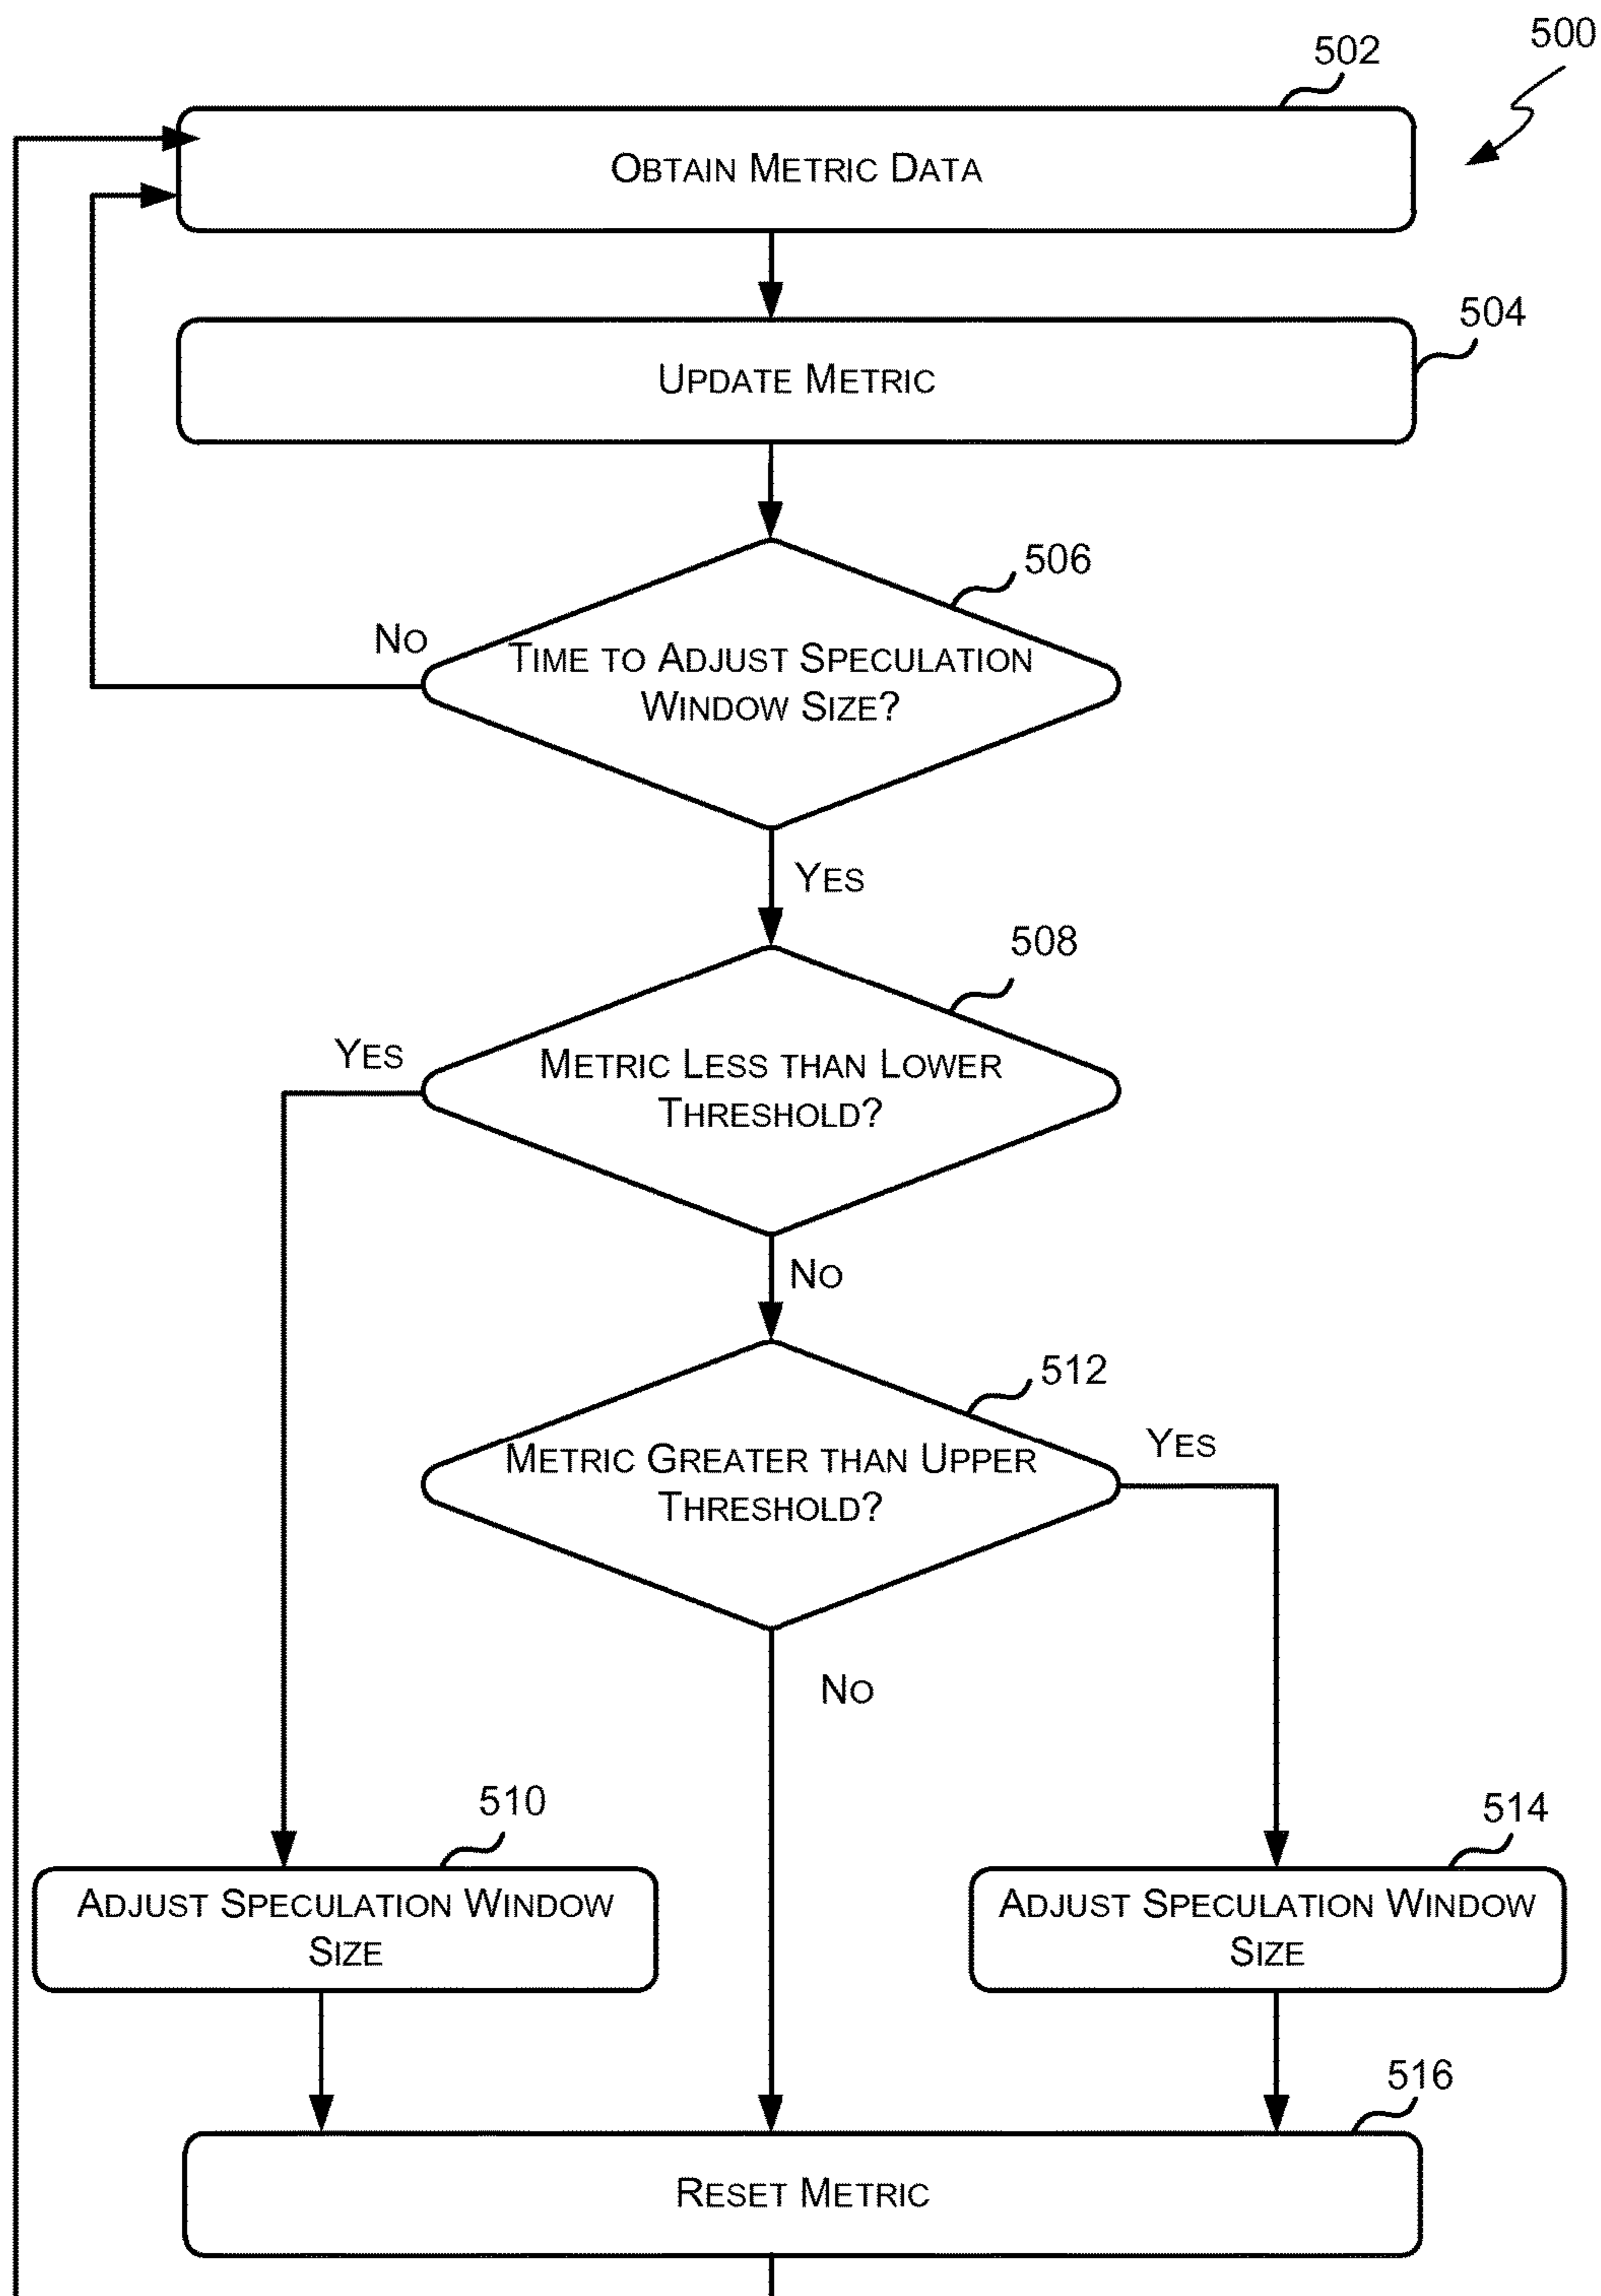 500
502
OBTAIN METRIC DATA
504
UPDATE METRIC
506
NO
TIME TO ADJUST SPECULATION
WINDOW SIZE?
YES
508
YES
METRIC LESS THAN LOWER
THRESHOLD?
NO
512
METRIC GREATER THAN UPPER
THRESHOLD?
YES
NO
510
514
ADJUST SPECULATION WINDOW
SIZE
ADJUST SPECULATION WINDOW
SIZE
516
RESET METRIC